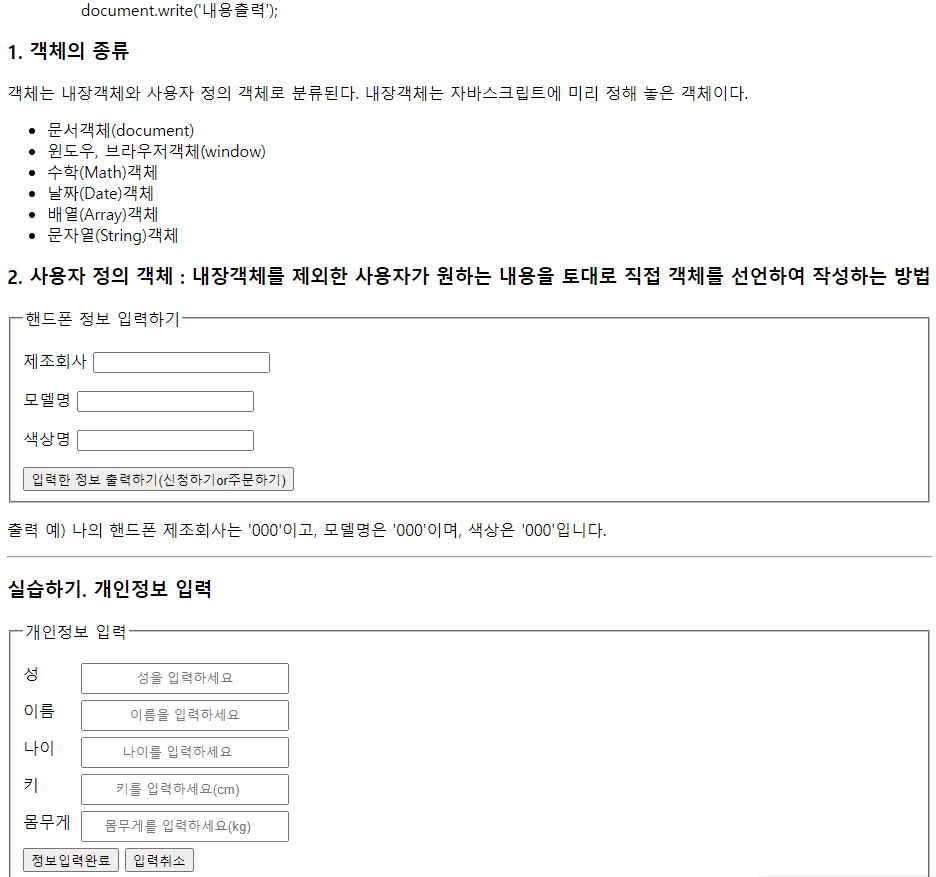 document.write('내용출력');
1. 객체의 종류
객체는 내장객체와 사용자 정의 객체로 분류된다. 내장객체는 자바스크립트에 미리 정해 놓은 객체이다.
문서객체(document)
윈도우, 브라우저객체(window)
수학(Math)객체
날짜(Date)객체
배열(Array)객체
문자열(String)객체
2. 사용자 정의 객체 : 내장객체를 제외한 사용자가 원하는 내용을 토대로 직접 객체를 선언하여 작성하는 방법
핸드폰 정보 입력하기
제조회사
모델명
색상명
입력한 정보 출력하기(신청하기or주문하기)
출력 예) 나의 핸드폰 제조회사는 '000'이고, 모델명은 '000'이며, 색상은 '000'입니다.
실습하기. 개인정보 입력
개인정보 입력
성 성을 입력하세요
이름 이름을 입력하세요
나이 나이를 입력하세요
키 키를 입력하세요(cm)
몸무게 몸무게를 입력하세요(kg)
정보입력완료 입력취소